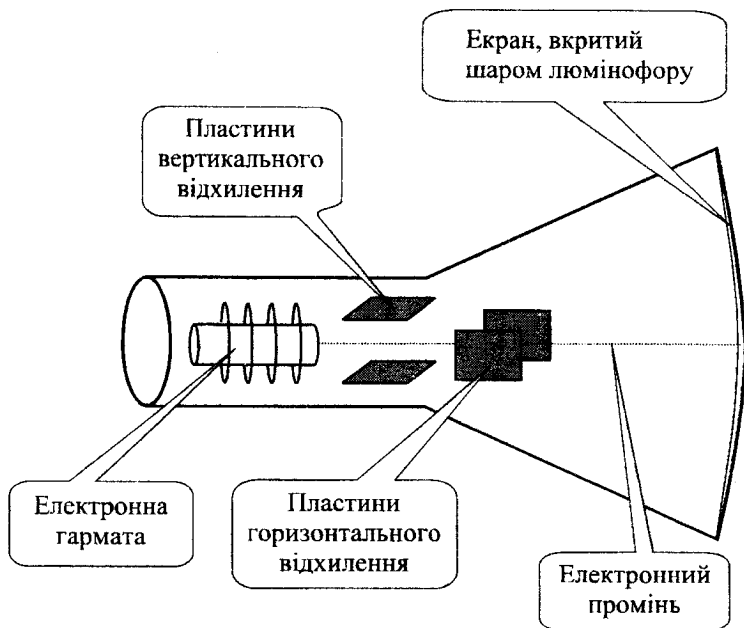 Екран, вкритий
шаром люмінофору
Пластини
вертикального
відхилення
Електронна
гармата
Пластини
горизонтального
відхилення
Електронний
промінь